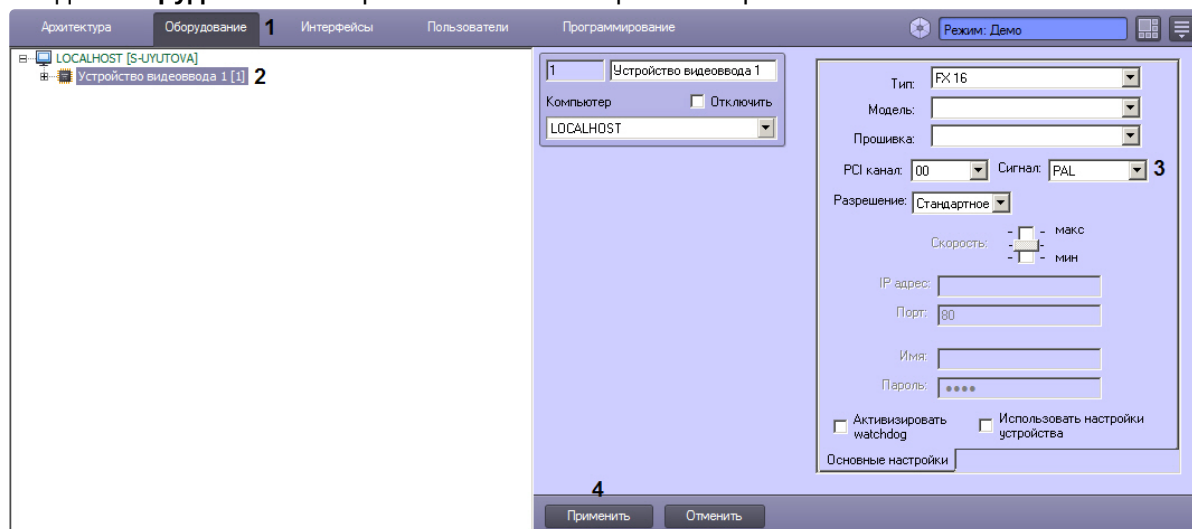 Архитектура Оборудование 1 Интерфейсы Пользователи Программирование Режим: Демо
LOCALHOST [S-UYUTOVA]
Устройство видеоввода 1 [1] 2
1 Устройство видеоввода 1
Компьютер Отключить
LOCALHOST
Тип: FX 16
Модель:
Прошивка:
PCI канал: 00 Сигнал: PAL 3
Разрешение: Стандартное
макс
Скорость:
мин
IP адрес:
Порт: 80
Имя:
Пароль: ••••
Активизировать watchdog
Использовать настройки устройства
Основные настройки
4
Применить Отменить